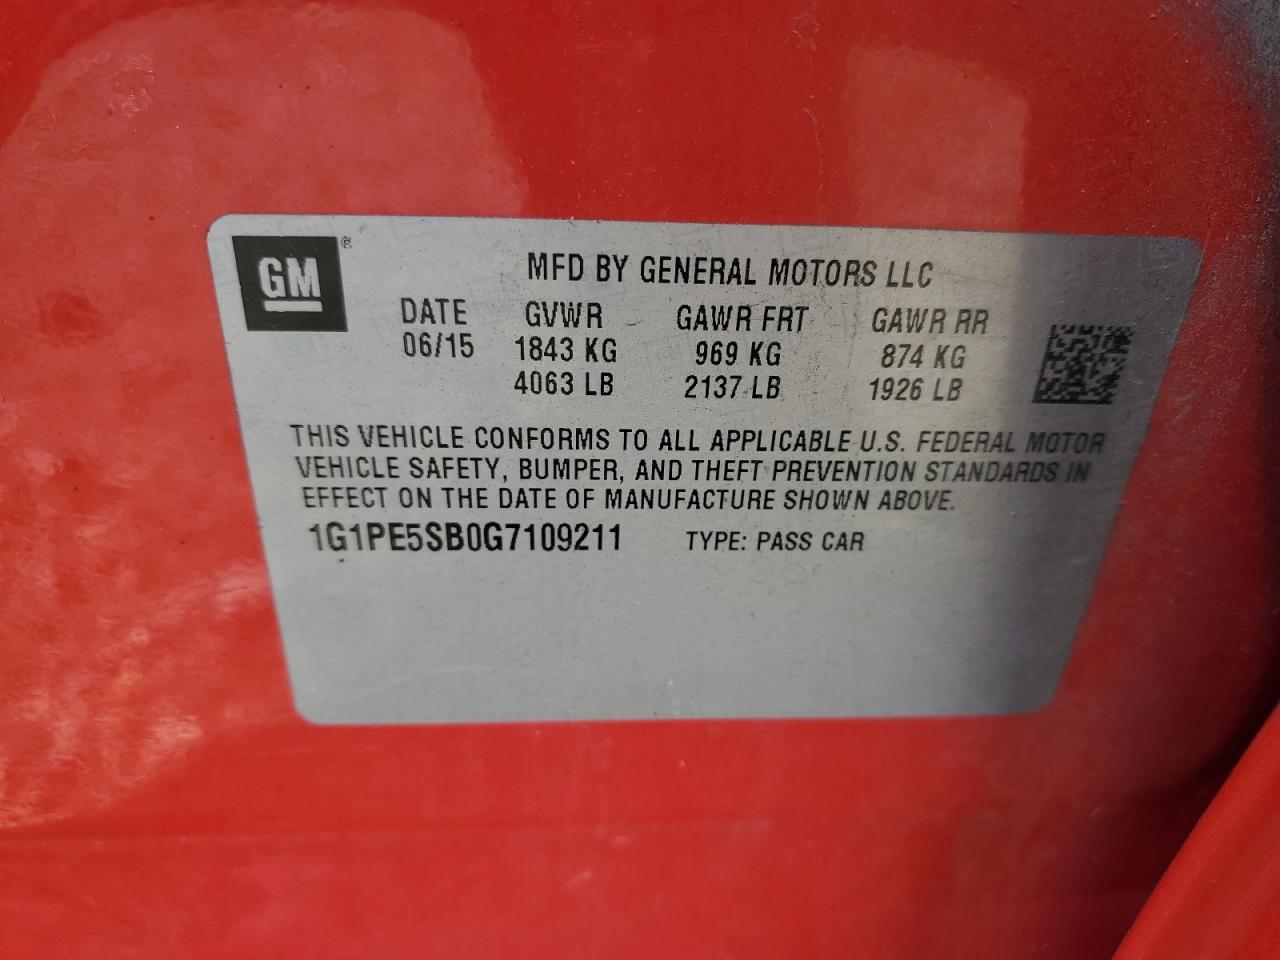 GM®
MFD BY GENERAL MOTORS LLC
DATE GVWR GAWR FRT GAWR RR
06/15 1843 KG 969 KG 874 KG
4063 LB 2137 LB 1926 LB
THIS VEHICLE CONFORMS TO ALL APPLICABLE U.S. FEDERAL MOTOR
VEHICLE SAFETY, BUMPER, AND THEFT PREVENTION STANDARDS IN
EFFECT ON THE DATE OF MANUFACTURE SHOWN ABOVE.
1G1PE5SB0G7109211 TYPE: PASS CAR